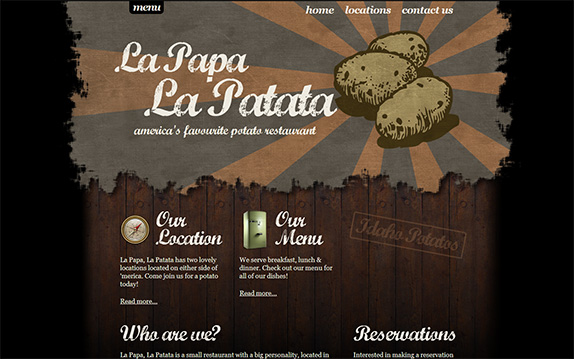 menu
home locations contact us
La Papa
La Patata
america's favourite potato restaurant
Our
Location
Our
Menu
Idaho Potatos
La Papa, La Patata has two lovely
locations located on either side of
'merica. Come join us for a potato
today!
Read more...
We serve breakfast, lunch &
dinner. Check out our menu for
all of our dishes!
Read more...
Who are we?
Reservations
La Papa, La Patata is a small restaurant with a big personality, located in
Interested in making a reservation